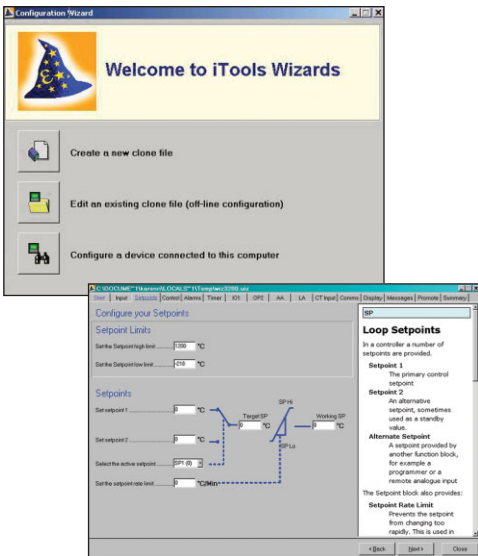 Configuration Wizard
Welcome to iTools Wizards
Create a new clone file
Edit an existing clone file (off-line configuration)
Configure a device connected to this computer
Start Input Setpoints Control Alarms Timer IO1 OP2 AA LA CT Input Comms Display Messages Promote Summary
Configure your Setpoints
Setpoint Limits
Set the Setpoint high limit 1200 °C
Set the Setpoint low limit -210 °C
Setpoints
Set setpoint 1 0 °C
SP Hi
Target SP
0 °C
Working SP
0 °C
SP Lo
Set setpoint 2 0 °C
Select the active setpoint SP1 (0)
Set the setpoint rate limit 0 °C/Min
SP
Loop Setpoints
In a controller a number of
setpoints are provided.
Setpoint 1
The primary control
setpoint
Setpoint 2
An alternative
setpoint, sometimes
used as a standby
value.
Alternate Setpoint
A setpoint provided by
another function block,
for example a
programmer or a
remote analogue input
The Setpoint block also provides:
Setpoint Rate Limit
Prevents the setpoint
from changing too
rapidly. This is used in
< Back Next > Close